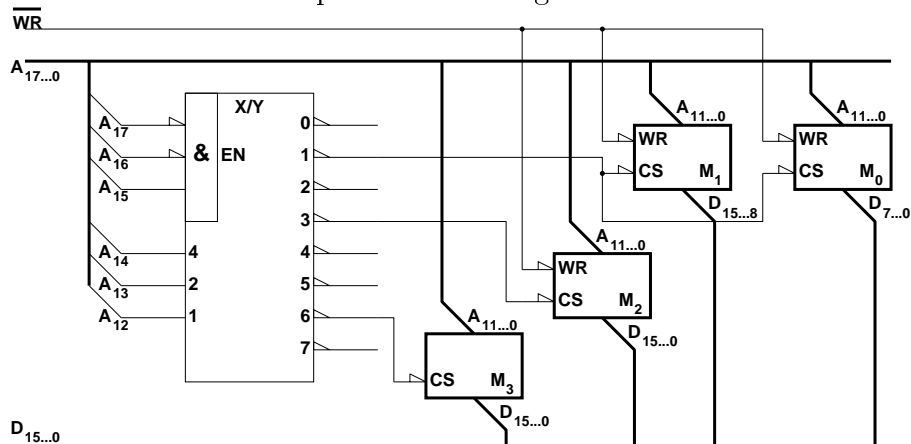 WR
A17...0
X/Y
A17
A16
A15
& EN
A14
A13
A12
4
2
1
0
1
2
3
4
5
6
7
A11...0
WR
CS M1
D15...8
A11...0
WR
CS M0
D7...0
A11...0
WR
CS M2
D15...0
A11...0
CS M3
D15...0
D15...0